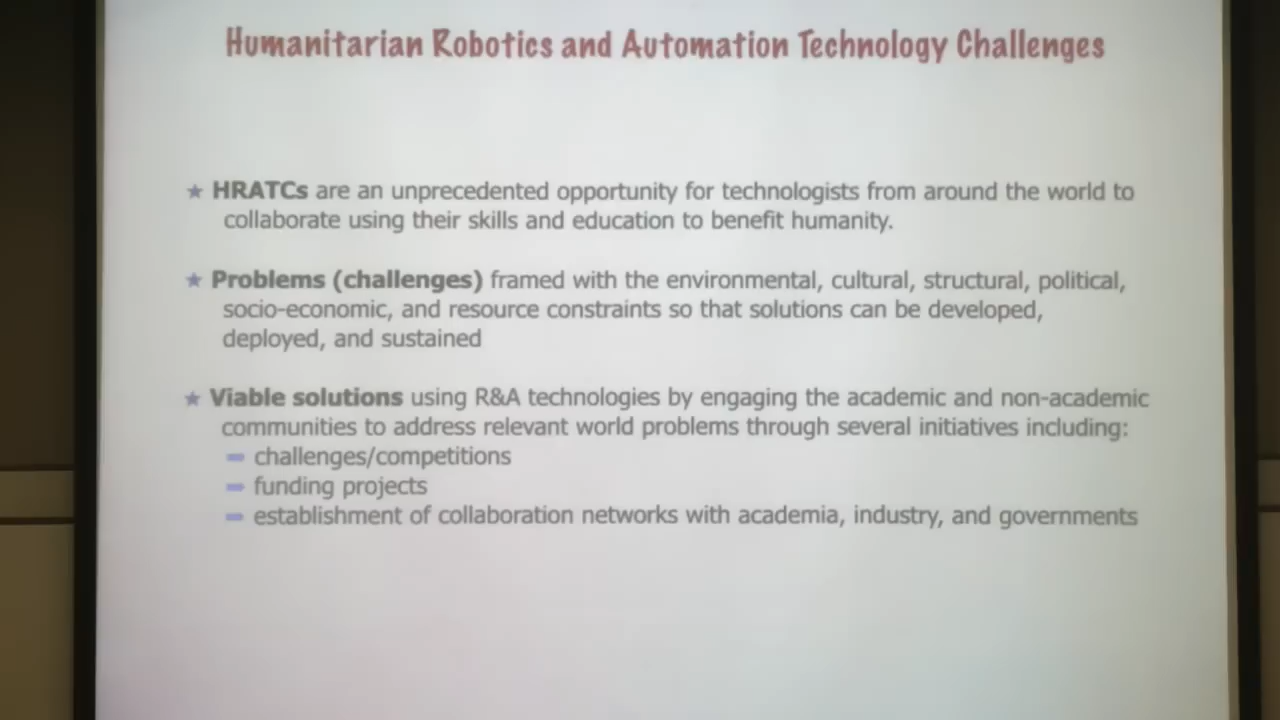 Humanitarian Robotics and Automation Technology Challenges
HRATCs are an unprecedented opportunity for technologists from around the world to
collaborate using their skills and education to benefit humanity.
Problems (challenges) framed with the environmental, cultural, structural, political,
socio-economic, and resource constraints so that solutions can be developed,
deployed, and sustained
Viable solutions using R&A technologies by engaging the academic and non-academic
communities to address relevant world problems through several initiatives including:
challenges/competitions
funding projects
establishment of collaboration networks with academia, industry, and governments